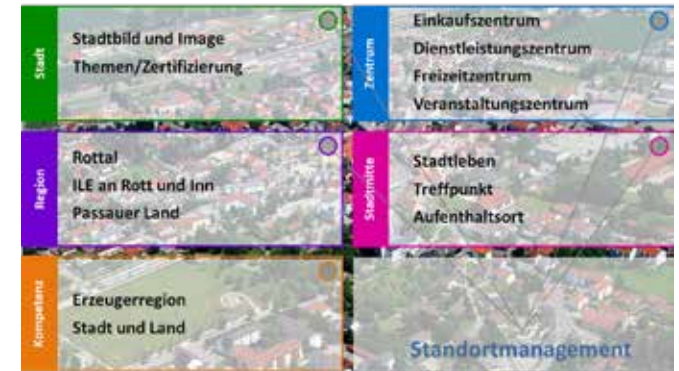 Stadt
Stadtbild und Image
Themen/Zertifizierung
Zentrum
Einkaufszentrum
Dienstleistungszentrum
Freizeitzentrum
Veranstaltungszentrum
Region
Rottal
ILE an Rott und Inn
Passauer Land
Stadtmitte
Stadtleben
Treffpunkt
Aufenthaltsort
Kompetenz
Erzeugerregion
Stadt und Land
Standortmanagement